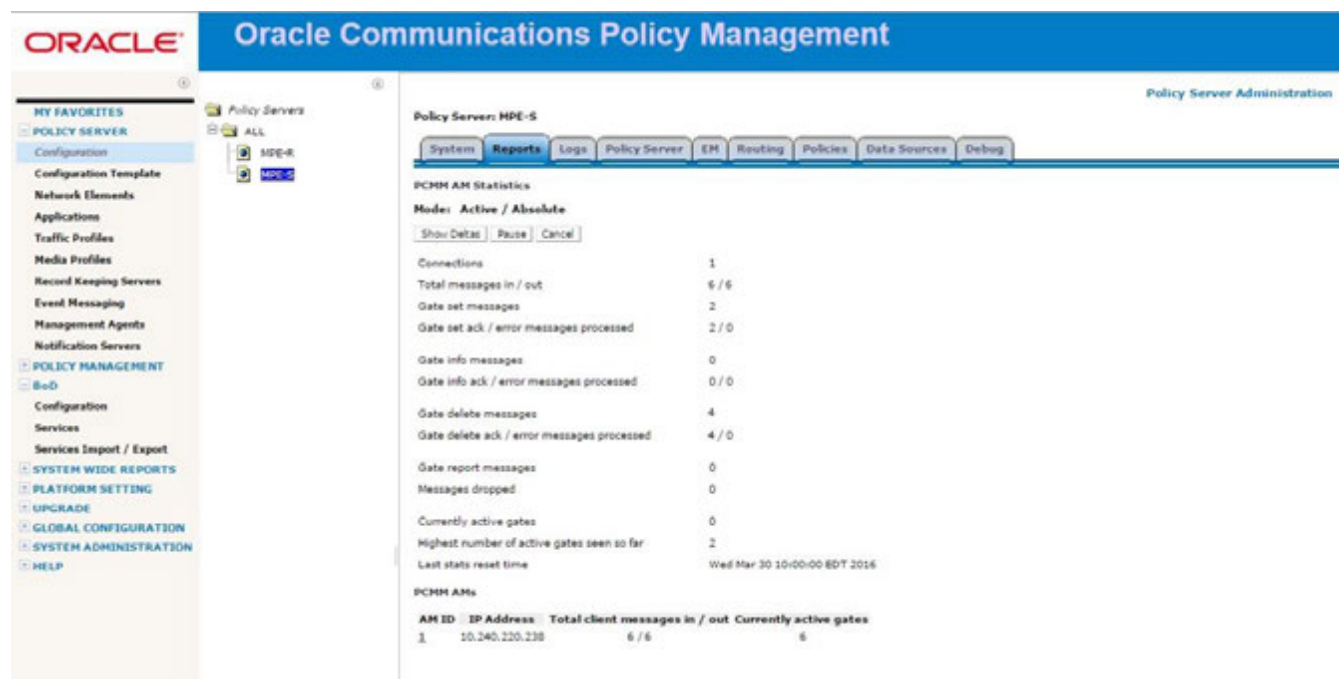 ORACLE
Oracle Communications Policy Management
MY FAVORITES
POLICY SERVER
Configuration
Configuration Template
Network Elements
Applications
Traffic Profiles
Media Profiles
Record Keeping Servers
Event Messaging
Management Agents
Notification Servers
POLICY MANAGEMENT
BoD
Configuration
Services
Services Import / Export
SYSTEM WIDE REPORTS
PLATFORM SETTING
UPGRADE
GLOBAL CONFIGURATION
SYSTEM ADMINISTRATION
HELP
Policy Servers
ALL
MPE-R
MPE-S
Policy Server Administration
Policy Server: MPE-S
System Reports Logs Policy Server EM Routing Policies Data Sources Debug
PCMM AM Statistics
Mode: Active / Absolute
Show Deltas Pause Cancel
Connections 1
Total messages in / out 6 / 6
Gate set messages 2
Gate set ack / error messages processed 2 / 0
Gate info messages 0
Gate info ack / error messages processed 0 / 0
Gate delete messages 4
Gate delete ack / error messages processed 4 / 0
Gate report messages 0
Messages dropped 0
Currently active gates 0
Highest number of active gates seen so far 2
Last stats reset time Wed Mar 30 10:00:00 EDT 2016
PCMM AMs
AM ID IP Address Total client messages in / out Currently active gates
1 10.240.220.238 6 / 6 6